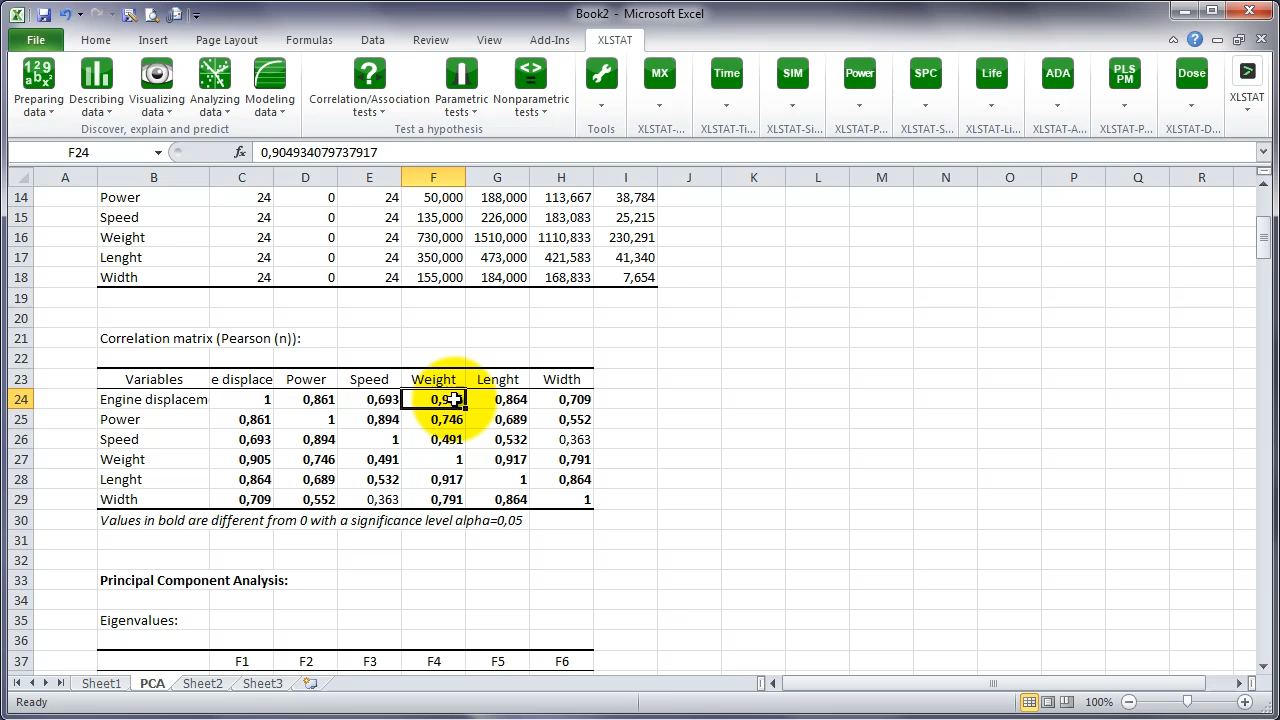 Book2 - Microsoft Excel
File Home Insert Page Layout Formulas Data Review View Add-Ins XLSTAT
Preparing data Describing data Visualizing data Analyzing data Modeling data Correlation/Association tests Parametric tests Nonparametric tests Tools MX XLSTAT-... Time XLSTAT-Ti... SIM XLSTAT-Si... Power XLSTAT-P... SPC XLSTAT-S... Life XLSTAT-Li... ADA XLSTAT-A... PLS PM XLSTAT-P... Dose XLSTAT-D... XLSTAT
Discover, explain and predict Test a hypothesis
F24 fx 0,904934079737917
A B C D E F G H I J K L M N O P Q R
14 Power 24 0 24 50,000 188,000 113,667 38,784
15 Speed 24 0 24 135,000 226,000 183,083 25,215
16 Weight 24 0 24 730,000 1510,000 1110,833 230,291
17 Lenght 24 0 24 350,000 473,000 421,583 41,340
18 Width 24 0 24 155,000 184,000 168,833 7,654
19
20
21 Correlation matrix (Pearson (n)):
22
23 Variables e displace Power Speed Weight Lenght Width
24 Engine displacem 1 0,861 0,693 0,864 0,709
25 Power 0,861 1 0,894 0,746 0,689 0,552
26 Speed 0,693 0,894 1 0,491 0,532 0,363
27 Weight 0,905 0,746 0,491 1 0,917 0,791
28 Lenght 0,864 0,689 0,532 0,917 1 0,864
29 Width 0,709 0,552 0,363 0,791 0,864 1
30 Values in bold are different from 0 with a significance level alpha=0,05
31
32
33 Principal Component Analysis:
34
35 Eigenvalues:
36
37 F1 F2 F3 F4 F5 F6
Sheet1 PCA Sheet2 Sheet3
Ready 100%